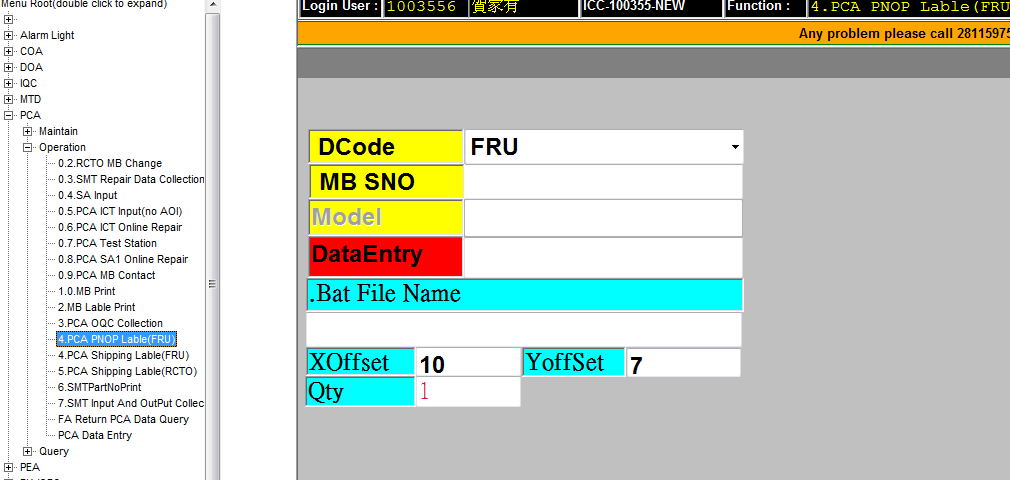 Menu Root(double click to expand)
Login User : 1003556 賀家有 ICC-100355-NEW Function : 4.PCA PNOP Lable(FRU
Any problem please call 28115975
Alarm Light
COA
DOA
IQC
MTD
PCA
Maintain
Operation
0.2.RCTO MB Change
0.3.SMT Repair Data Collection
0.4.SA Input
0.5.PCA ICT Input(no AOI)
0.6.PCA ICT Online Repair
0.7.PCA Test Station
0.8.PCA SA1 Online Repair
0.9.PCA MB Contact
1.0.MB Print
2.MB Lable Print
3.PCA OQC Collection
4.PCA PNOP Lable(FRU)
4.PCA Shipping Lable(FRU)
5.PCA Shipping Lable(RCTO)
6.SMTPartNoPrint
7.SMT Input And OutPut Collec
FA Return PCA Data Query
PCA Data Entry
Query
PEA
DCode FRU
MB SNO
Model
DataEntry
.Bat File Name
XOffset 10 YoffSet 7
Qty 1